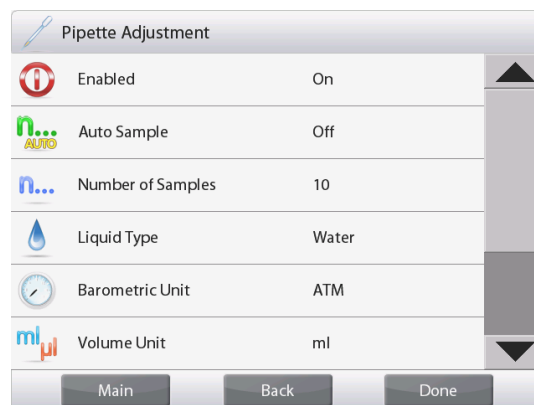 Pipette Adjustment
Enabled On
n... AUTO Auto Sample Off
n... Number of Samples 10
Liquid Type Water
Barometric Unit ATM
ml µl Volume Unit ml
Main Back Done